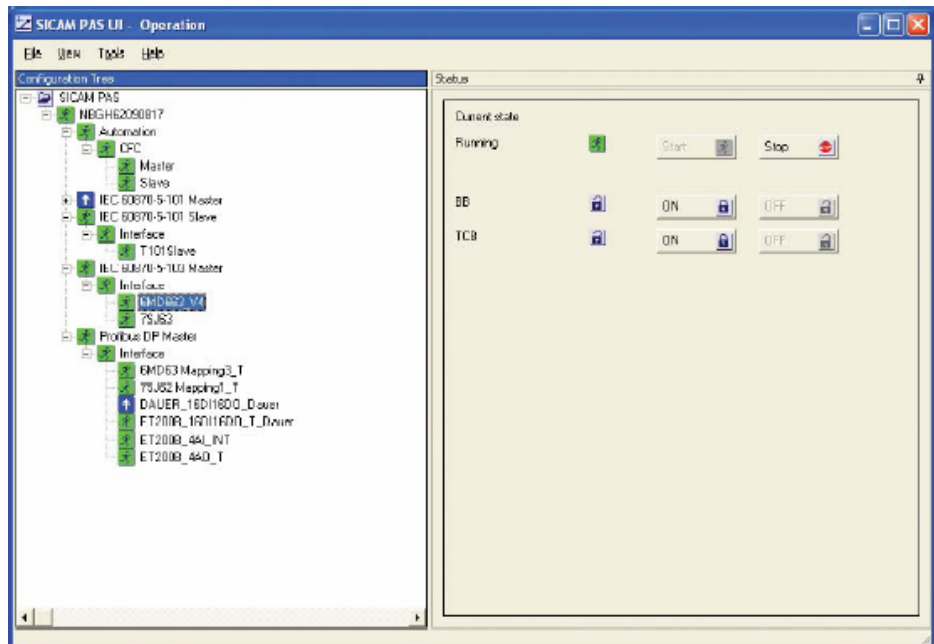 SICAM PAS UI - Operation
File View Tools Help
Configuration Tree
SICAM PAS
NBGH62090817
Automation
CFC
Master
Slave
IEC 60870-5-101 Master
IEC 60870-5-101 Slave
Interface
T101Slave
IEC 60870-5-103 Master
Interface
6MD663_V4
7SJ63
Profibus DP Master
Interface
6MD63 Mapping3_T
7SJ62 Mapping1_T
DAUER_16DI16DO_Dauer
ET200B_16DI16DO_T_Dauer
ET200B_4AI_INT
ET200B_4AO_T
Status
Current state
Running Start Stop
BB ON OFF
TCB ON OFF